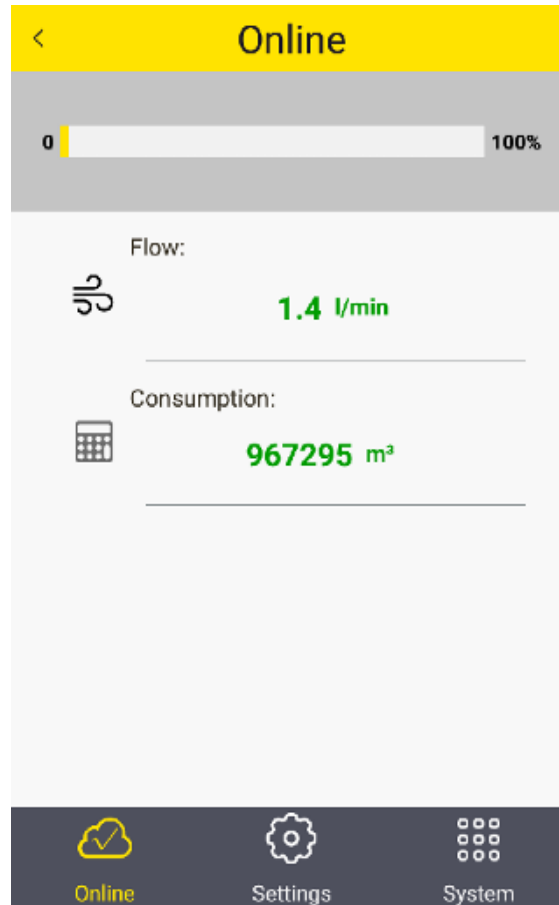 Online
0 100%
Flow:
1.4 l/min
Consumption:
967295 m³
Online Settings System